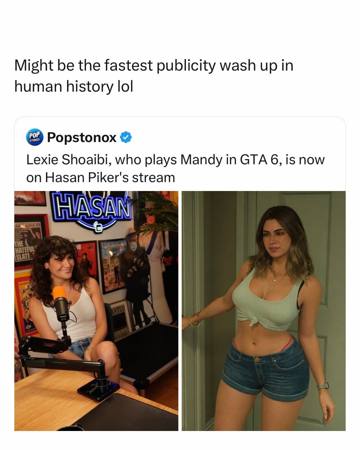 Might be the fastest publicity wash up in
human history lol
POP
Popstonox
Lexie Shoaibi, who plays Mandy in GTA 6, is now
on Hasan Piker's stream
HASAN